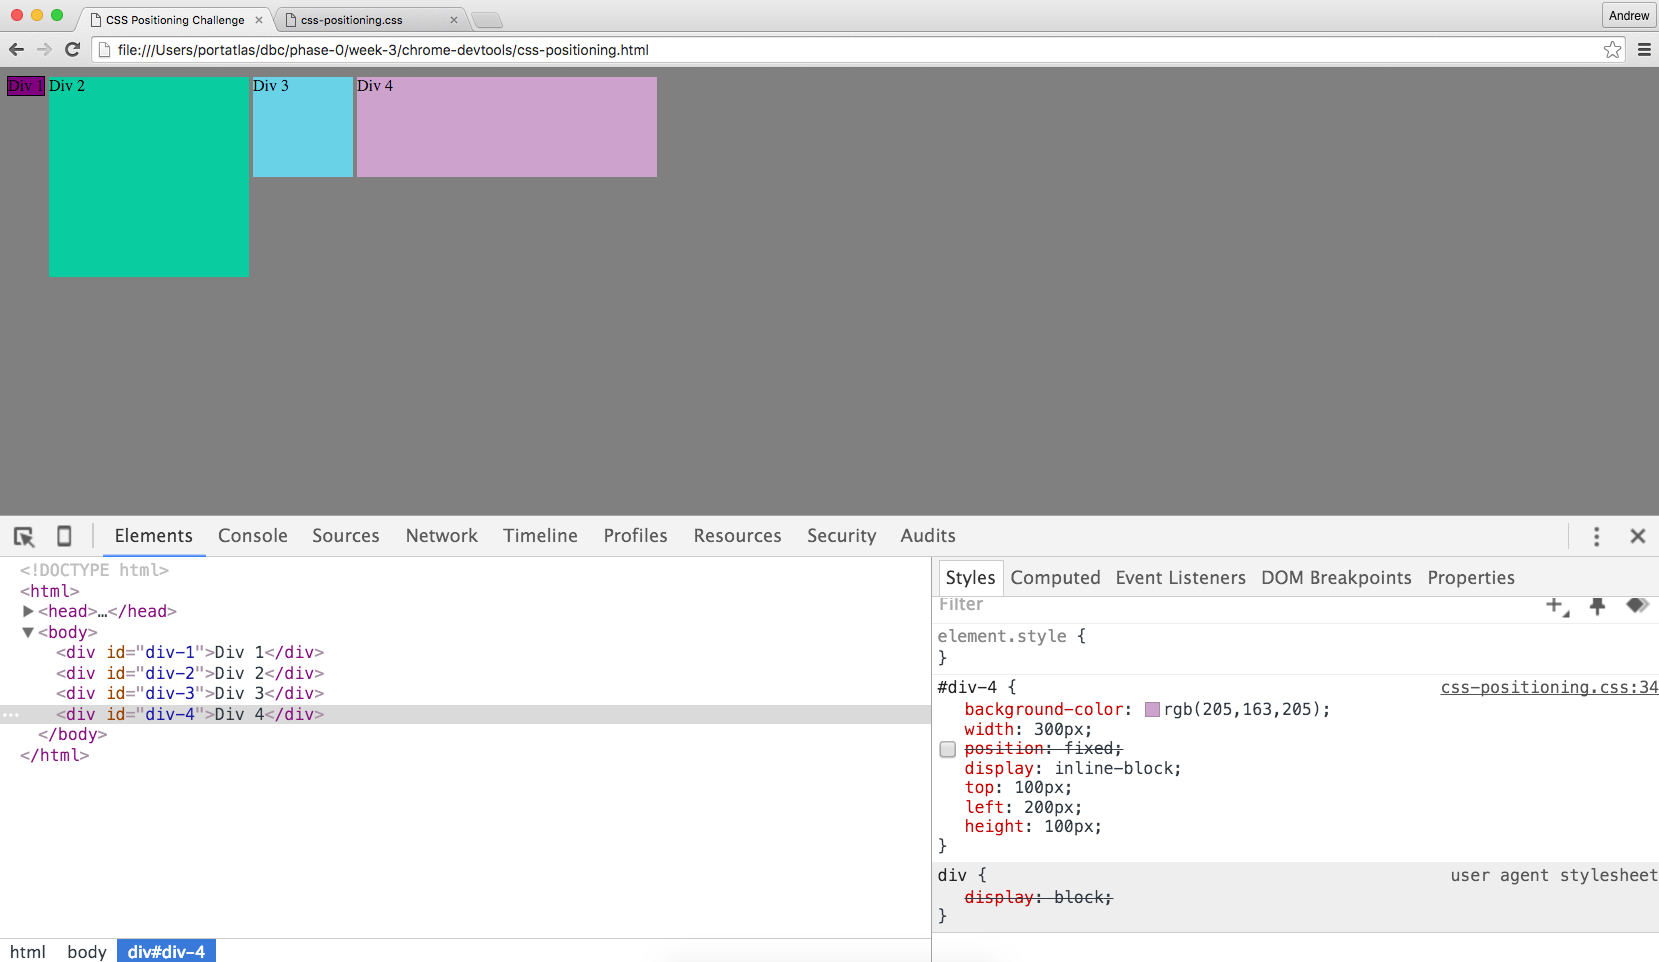 CSS Positioning Challenge
css-positioning.css
Andrew
file:///Users/portatlas/dbc/phase-0/week-3/chrome-devtools/css-positioning.html
Div 1
Div 2
Div 3
Div 4
Elements Console Sources Network Timeline Profiles Resources Security Audits
<!DOCTYPE html>
<html>
<head>…</head>
<body>
<div id="div-1">Div 1</div>
<div id="div-2">Div 2</div>
<div id="div-3">Div 3</div>
<div id="div-4">Div 4</div>
</body>
</html>
html body div#div-4
Styles Computed Event Listeners DOM Breakpoints Properties
Filter
element.style {
}
#div-4 { css-positioning.css:34
background-color: rgb(205,163,205);
width: 300px;
position: fixed;
display: inline-block;
top: 100px;
left: 200px;
height: 100px;
}
div { user agent stylesheet
display: block;
}